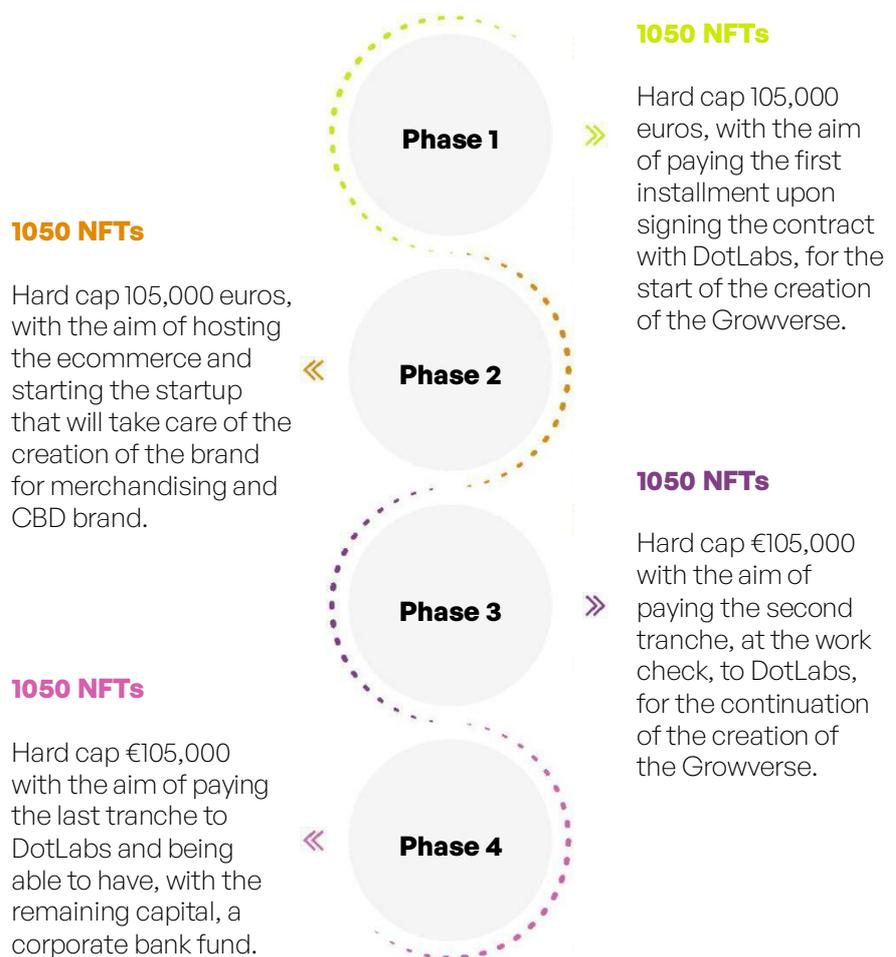 Phase 1
1050 NFTs
Hard cap 105,000
euros, with the aim
of paying the first
installment upon
signing the contract
with DotLabs, for the
start of the creation
of the Growverse.
Phase 2
1050 NFTs
Hard cap 105,000 euros,
with the aim of hosting
the ecommerce and
starting the startup
that will take care of the
creation of the brand
for merchandising and
CBD brand.
Phase 3
1050 NFTs
Hard cap €105,000
with the aim of
paying the second
tranche, at the work
check, to DotLabs,
for the continuation
of the creation of
the Growverse.
Phase 4
1050 NFTs
Hard cap €105,000
with the aim of paying
the last tranche to
DotLabs and being
able to have, with the
remaining capital, a
corporate bank fund.